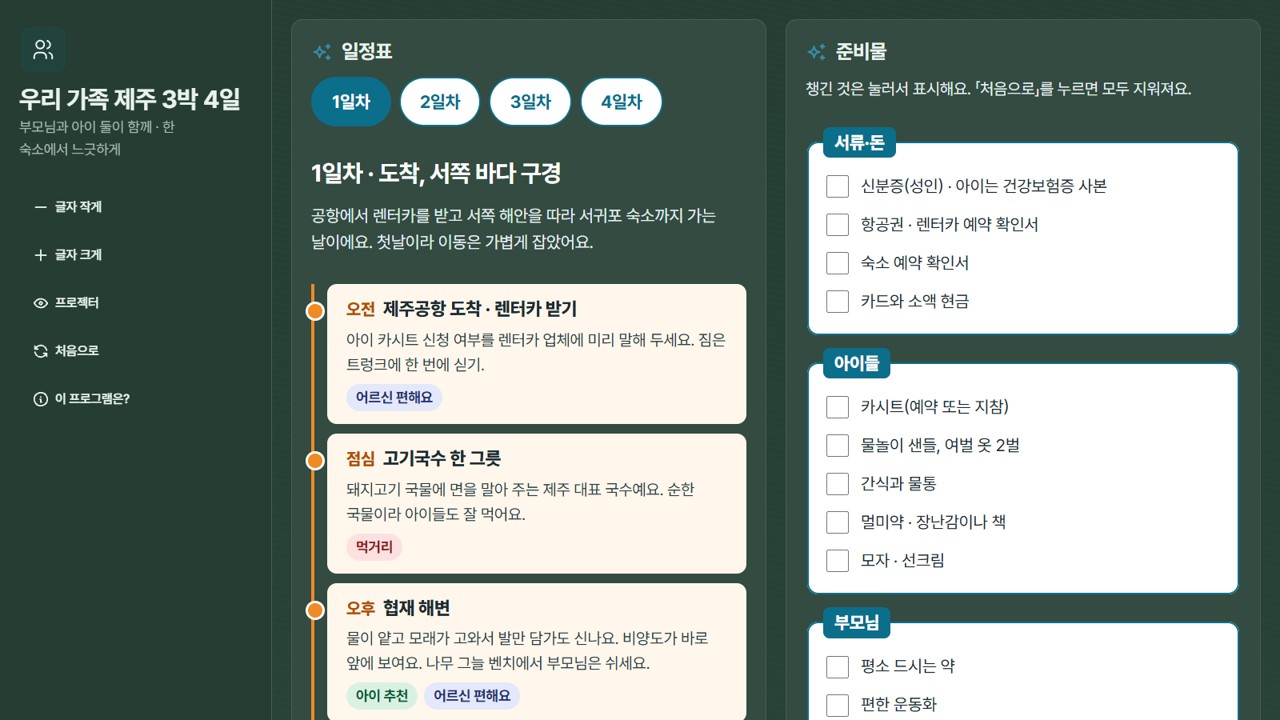 우리 가족 제주 3박 4일
부모님과 아이 둘이 함께 · 한
숙소에서 느긋하게
글자 작게
글자 크게
프로젝터
처음으로
이 프로그램은?
일정표
1일차 2일차 3일차 4일차
1일차 · 도착, 서쪽 바다 구경
공항에서 렌터카를 받고 서쪽 해안을 따라 서귀포 숙소까지 가는
날이에요. 첫날이라 이동은 가볍게 잡았어요.
오전 제주공항 도착 · 렌터카 받기
아이 카시트 신청 여부를 렌터카 업체에 미리 말해 두세요. 짐은
트렁크에 한 번에 싣기.
어르신 편해요
점심 고기국수 한 그릇
돼지고기 국물에 면을 말아 주는 제주 대표 국수예요. 순한
국물이라 아이들도 잘 먹어요.
먹거리
오후 협재 해변
물이 얕고 모래가 고와서 발만 담가도 신나요. 비양도가 바로
앞에 보여요. 나무 그늘 벤치에서 부모님은 쉬세요.
아이 추천 어르신 편해요
준비물
챙긴 것은 눌러서 표시해요. 「처음으로」를 누르면 모두 지워져요.
서류·돈
신분증(성인) · 아이는 건강보험증 사본
항공권 · 렌터카 예약 확인서
숙소 예약 확인서
카드와 소액 현금
아이들
카시트(예약 또는 지참)
물놀이 샌들, 여벌 옷 2벌
간식과 물통
멀미약 · 장난감이나 책
모자 · 선크림
부모님
평소 드시는 약
편한 운동화